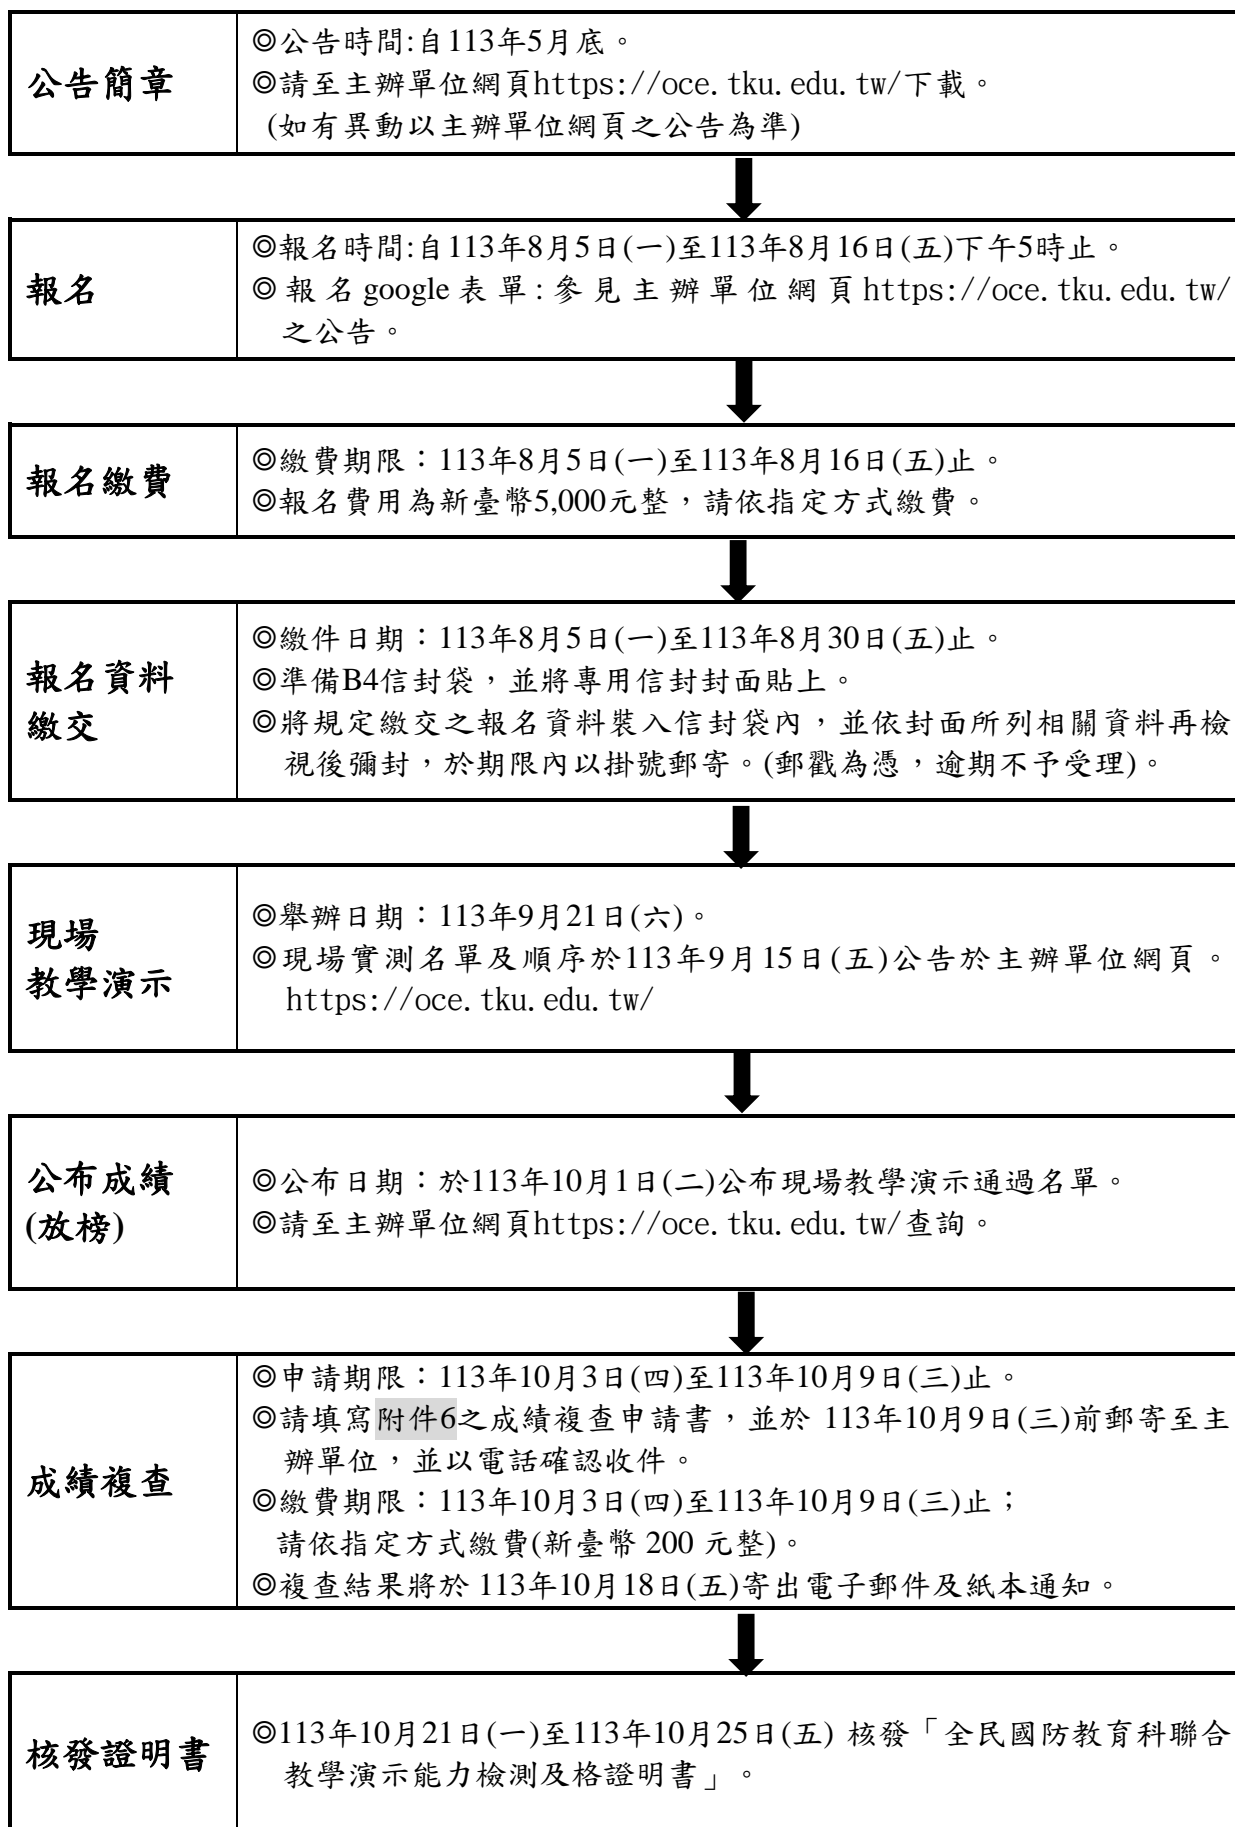 公告簡章
◎公告時間:自113年5月底。
◎請至主辦單位網頁https://oce.tku.edu.tw/下載。
(如有異動以主辦單位網頁之公告為準)
報名
◎報名時間:自113年8月5日(一)至113年8月16日(五)下午5時止。
◎報名google表單:參見主辦單位網頁https://oce.tku.edu.tw/
之公告。
報名繳費
◎繳費期限：113年8月5日(一)至113年8月16日(五)止。
◎報名費用為新臺幣5,000元整，請依指定方式繳費。
報名資料
繳交
◎繳件日期：113年8月5日(一)至113年8月30日(五)止。
◎準備B4信封袋，並將專用信封封面貼上。
◎將規定繳交之報名資料裝入信封袋內，並依封面所列相關資料再檢
視後彌封，於期限內以掛號郵寄。(郵戳為憑，逾期不予受理)。
現場
教學演示
◎舉辦日期：113年9月21日(六)。
◎現場實測名單及順序於113年9月15日(五)公告於主辦單位網頁。
https://oce.tku.edu.tw/
公布成績
(放榜)
◎公布日期：於113年10月1日(二)公布現場教學演示通過名單。
◎請至主辦單位網頁https://oce.tku.edu.tw/查詢。
成績複查
◎申請期限：113年10月3日(四)至113年10月9日(三)止。
◎請填寫附件6之成績複查申請書，並於 113年10月9日(三)前郵寄至主
辦單位，並以電話確認收件。
◎繳費期限：113年10月3日(四)至113年10月9日(三)止；
請依指定方式繳費(新臺幣 200 元整)。
◎複查結果將於 113年10月18日(五)寄出電子郵件及紙本通知。
核發證明書
◎113年10月21日(一)至113年10月25日(五) 核發「全民國防教育科聯合
教學演示能力檢測及格證明書」。